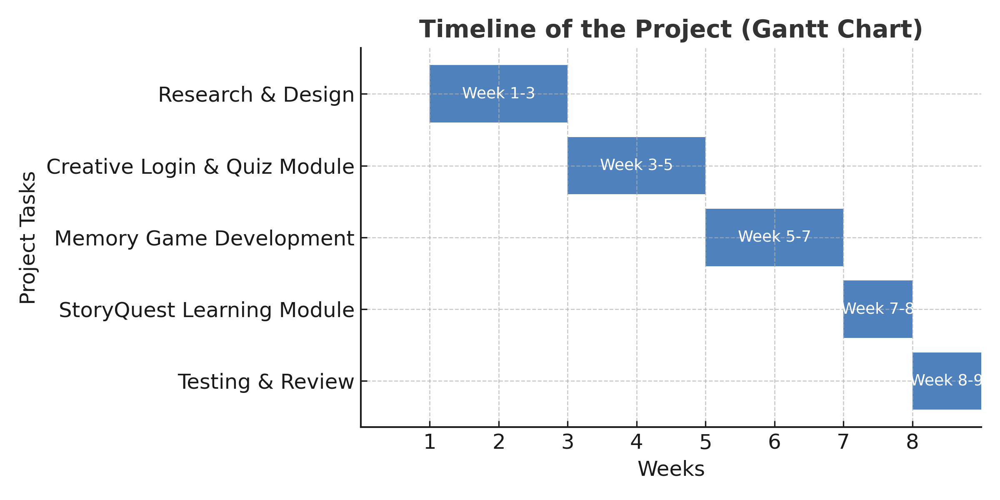 Timeline of the Project (Gantt Chart)
Project Tasks
Research & Design
Week 1-3
Creative Login & Quiz Module
Week 3-5
Memory Game Development
Week 5-7
StoryQuest Learning Module
Week 7-8
Testing & Review
Week 8-9
1 2 3 4 5 6 7 8
Weeks